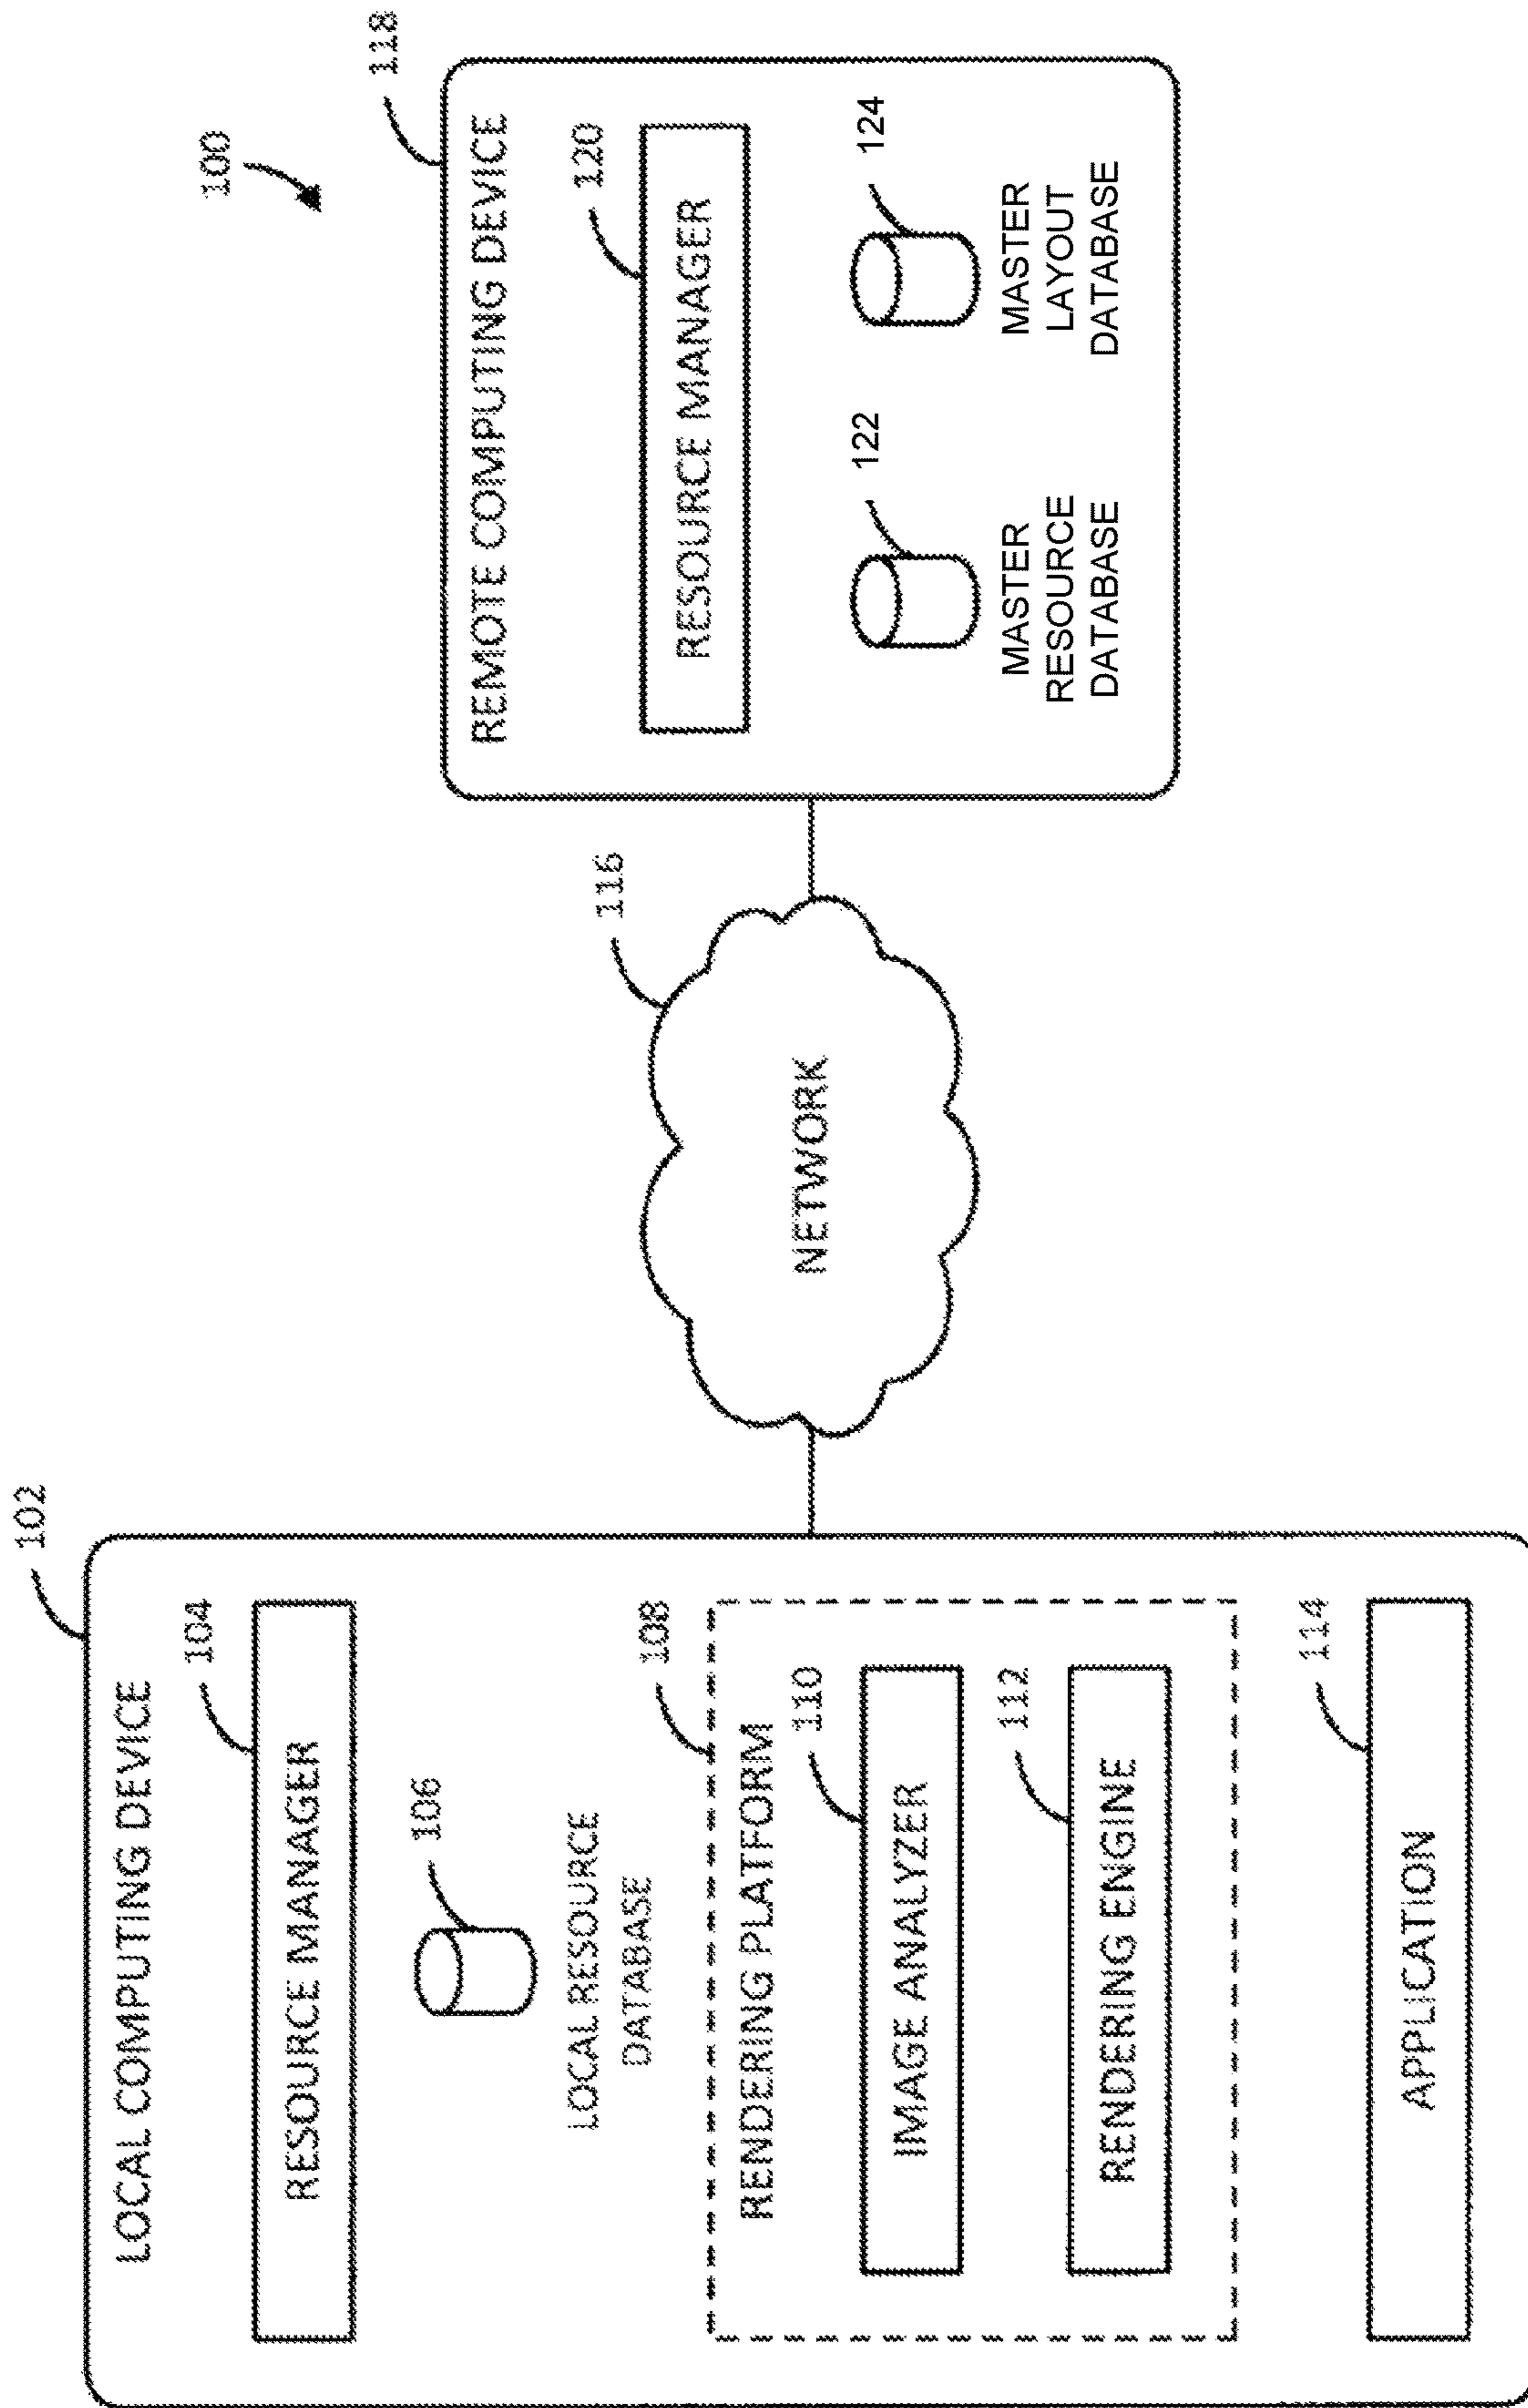 100
102
LOCAL COMPUTING DEVICE
104
RESOURCE MANAGER
106
LOCAL RESOURCE
DATABASE
108
RENDERING PLATFORM
110
IMAGE ANALYZER
112
RENDERING ENGINE
114
APPLICATION
116
NETWORK
118
REMOTE COMPUTING DEVICE
120
RESOURCE MANAGER
122
MASTER
RESOURCE
DATABASE
124
MASTER
LAYOUT
DATABASE